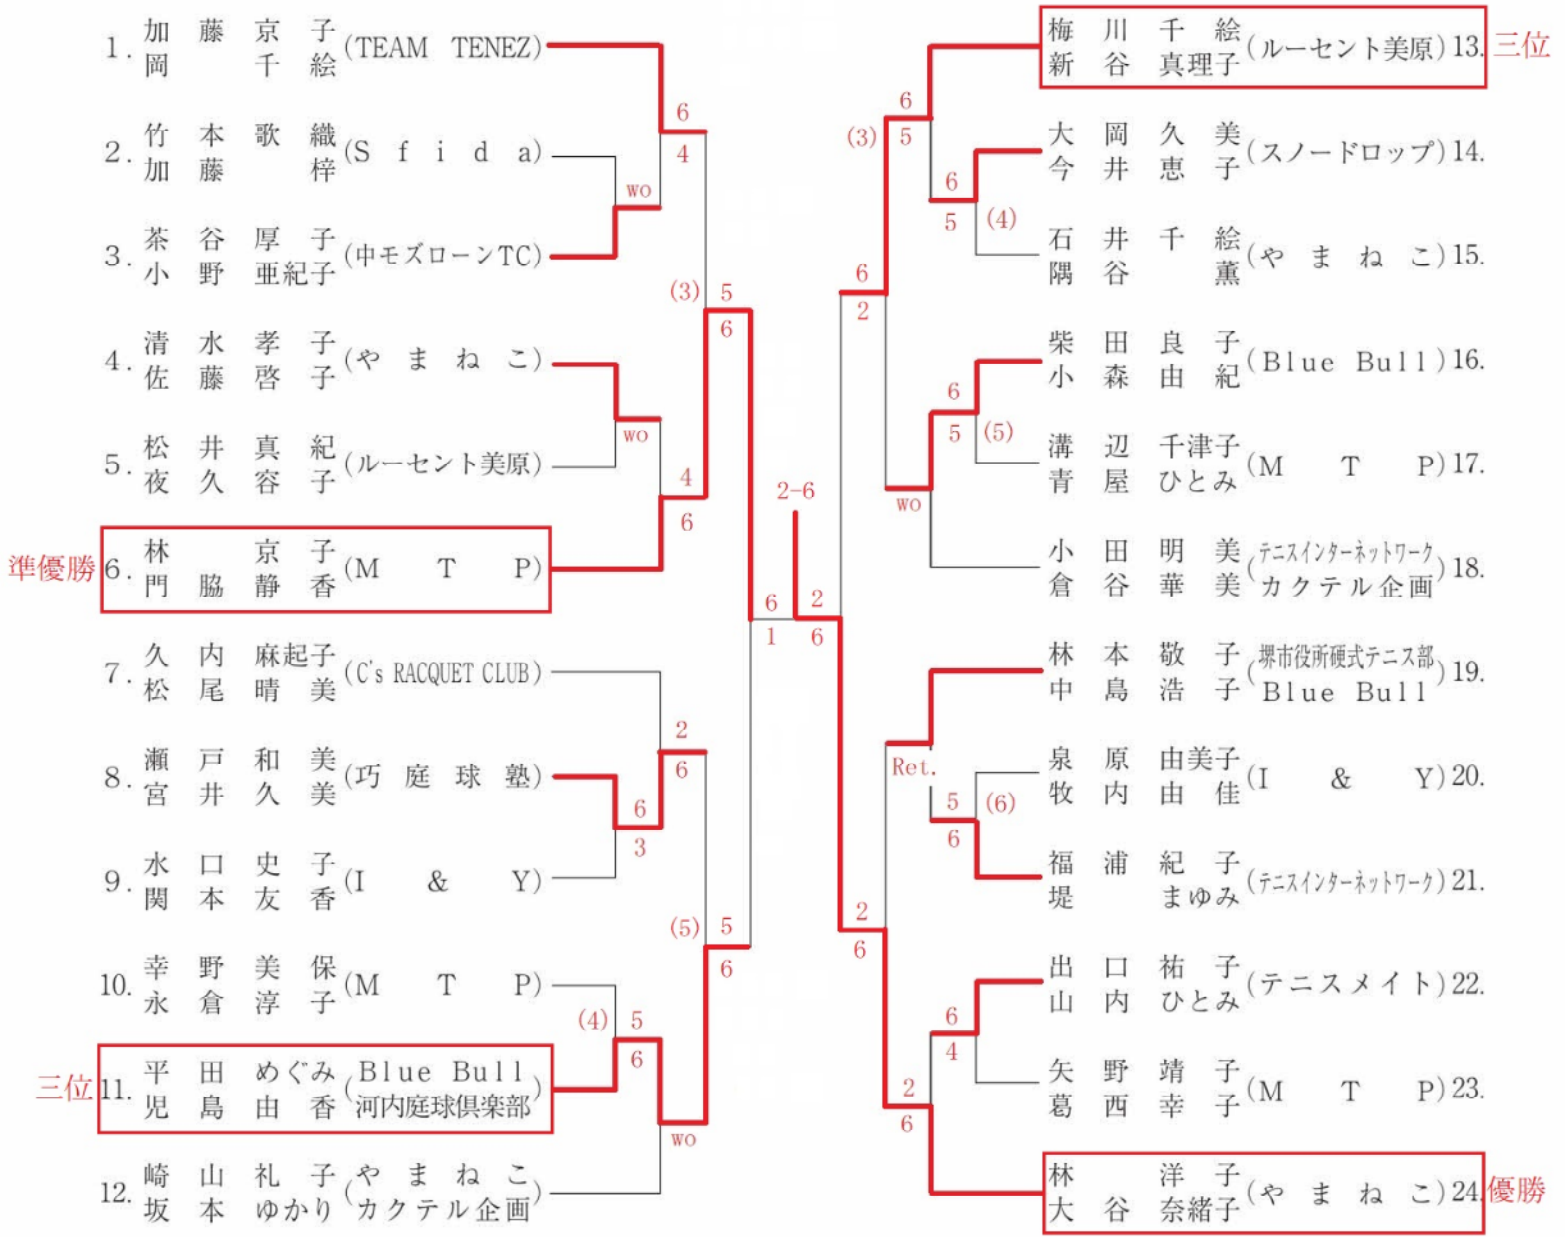 1. 加藤京子 (TEAM TENEZ)
岡千絵
2. 竹本歌織 (Sfida)
加藤梓
3. 茶谷厚子 (中モズローンTC)
小野亜紀子
4. 清水孝子 (やまねこ)
佐藤啓子
5. 松井真紀 (ルーセント美原)
夜久容子
準優勝 6. 林京子 (MTP)
門脇静香
7. 久内麻起子 (C's RACQUET CLUB)
松尾晴美
8. 瀬戸和美 (巧庭球塾)
宮井久美
9. 水口史子 (I & Y)
関本友香
10. 幸野美保 (MTP)
永倉淳子
三位 11. 平田めぐみ (Blue Bull
児島由香 河内庭球倶楽部)
12. 崎山礼子 (やまねこ
坂本ゆかり カクテル企画)
6
4
wo
(3) 5
6
wo
4
6
2
6
6
3
(5) 5
6
(4) 5
6
wo
6
1
2-6
2
6
梅川千絵 (ルーセント美原) 13. 三位
新谷真理子
大岡久美 (スノードロップ) 14.
今井恵子
石井千絵 (やまねこ) 15.
隅谷薫
柴田良子 (Blue Bull) 16.
小森由紀
溝辺千津子 (MTP) 17.
青屋ひとみ
小田明美 (テニスインターネットワーク
倉谷華美 カクテル企画) 18.
林本敬子 (堺市役所硬式テニス部
中島浩子 Blue Bull) 19.
泉原由美子 (I & Y) 20.
牧内由佳
福浦紀子 (テニスインターネットワーク) 21.
堤まゆみ
出口祐子 (テニスメイト) 22.
山内ひとみ
矢野靖子 (MTP) 23.
葛西幸子
林洋子 (やまねこ) 24. 優勝
大谷奈緒子
6
(3) 5
6
5 (4)
6
2
6
5 (5)
wo
Ret.
5 (6)
6
2
6
6
4
2
6